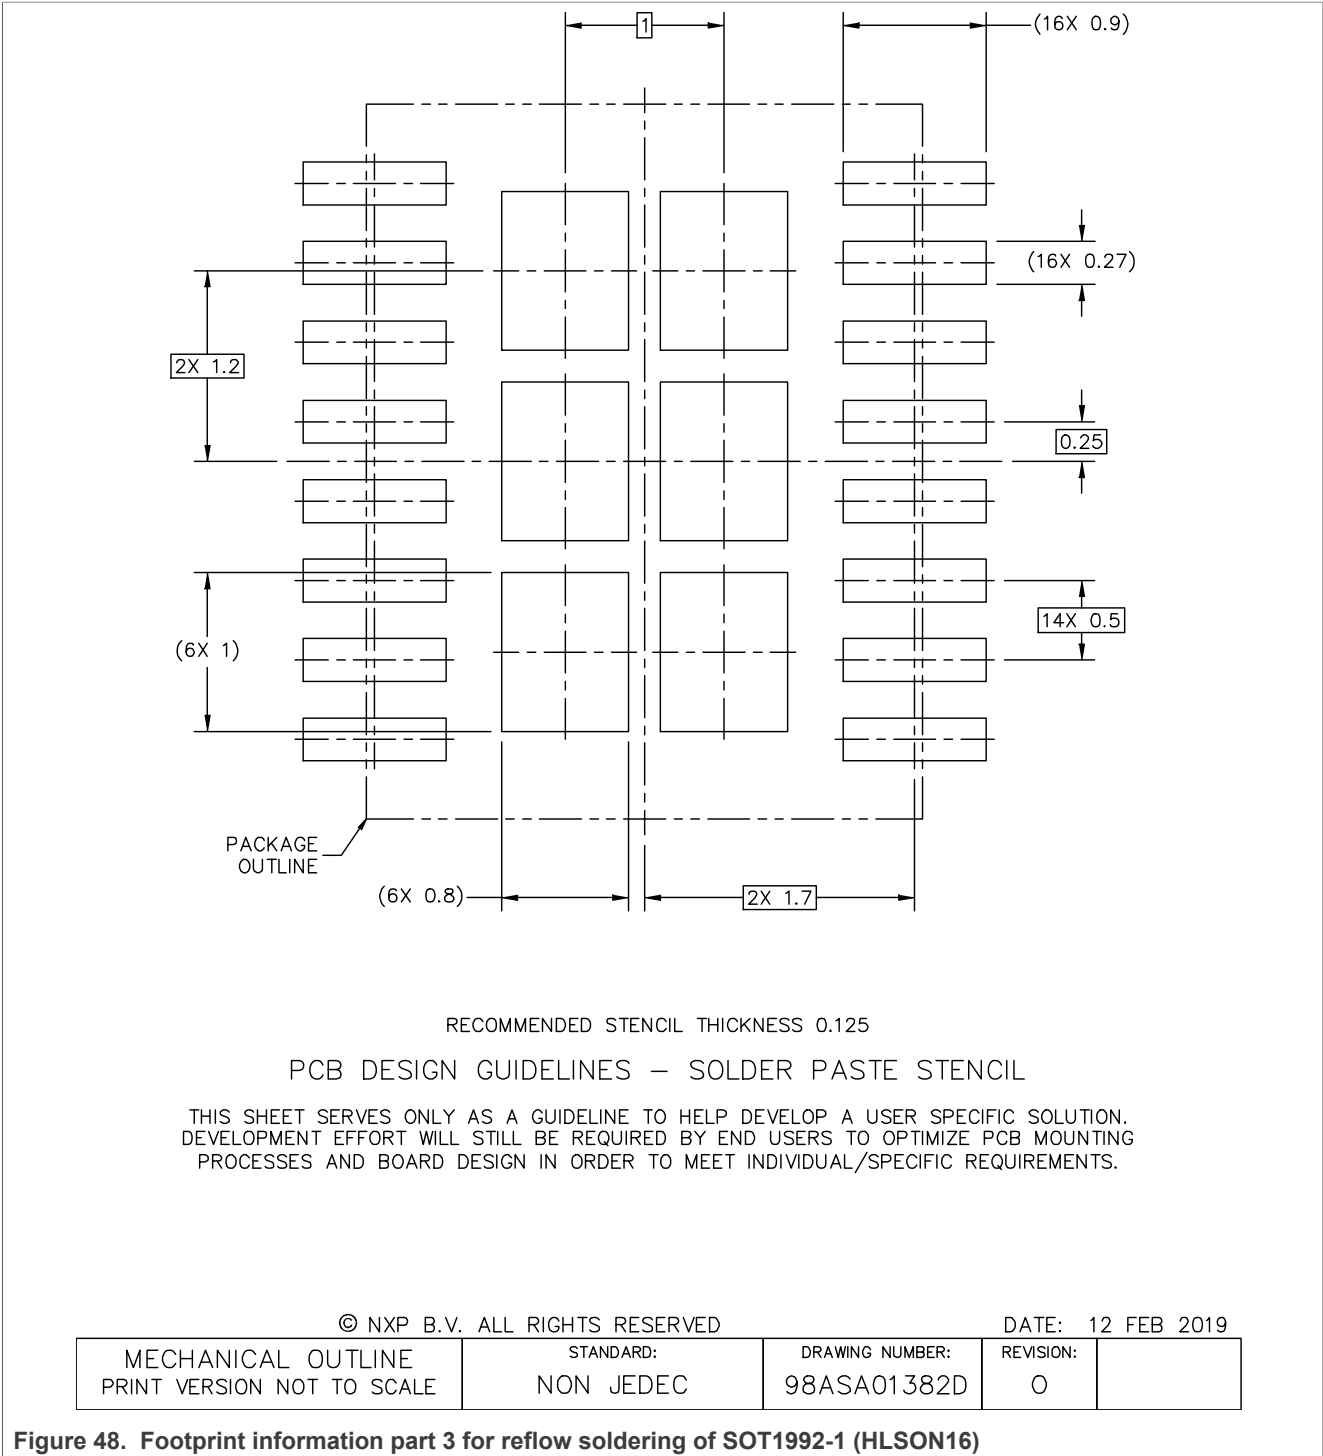 1
(16X 0.9)
(16X 0.27)
2X 1.2
0.25
14X 0.5
(6X 1)
PACKAGE
OUTLINE
(6X 0.8)
2X 1.7
RECOMMENDED STENCIL THICKNESS 0.125
PCB DESIGN GUIDELINES – SOLDER PASTE STENCIL
THIS SHEET SERVES ONLY AS A GUIDELINE TO HELP DEVELOP A USER SPECIFIC SOLUTION.
DEVELOPMENT EFFORT WILL STILL BE REQUIRED BY END USERS TO OPTIMIZE PCB MOUNTING
PROCESSES AND BOARD DESIGN IN ORDER TO MEET INDIVIDUAL/SPECIFIC REQUIREMENTS.
© NXP B.V. ALL RIGHTS RESERVED
DATE: 12 FEB 2019
MECHANICAL OUTLINE
PRINT VERSION NOT TO SCALE
STANDARD:
NON JEDEC
DRAWING NUMBER:
98ASA01382D
REVISION:
O
Figure 48. Footprint information part 3 for reflow soldering of SOT1992-1 (HLSON16)